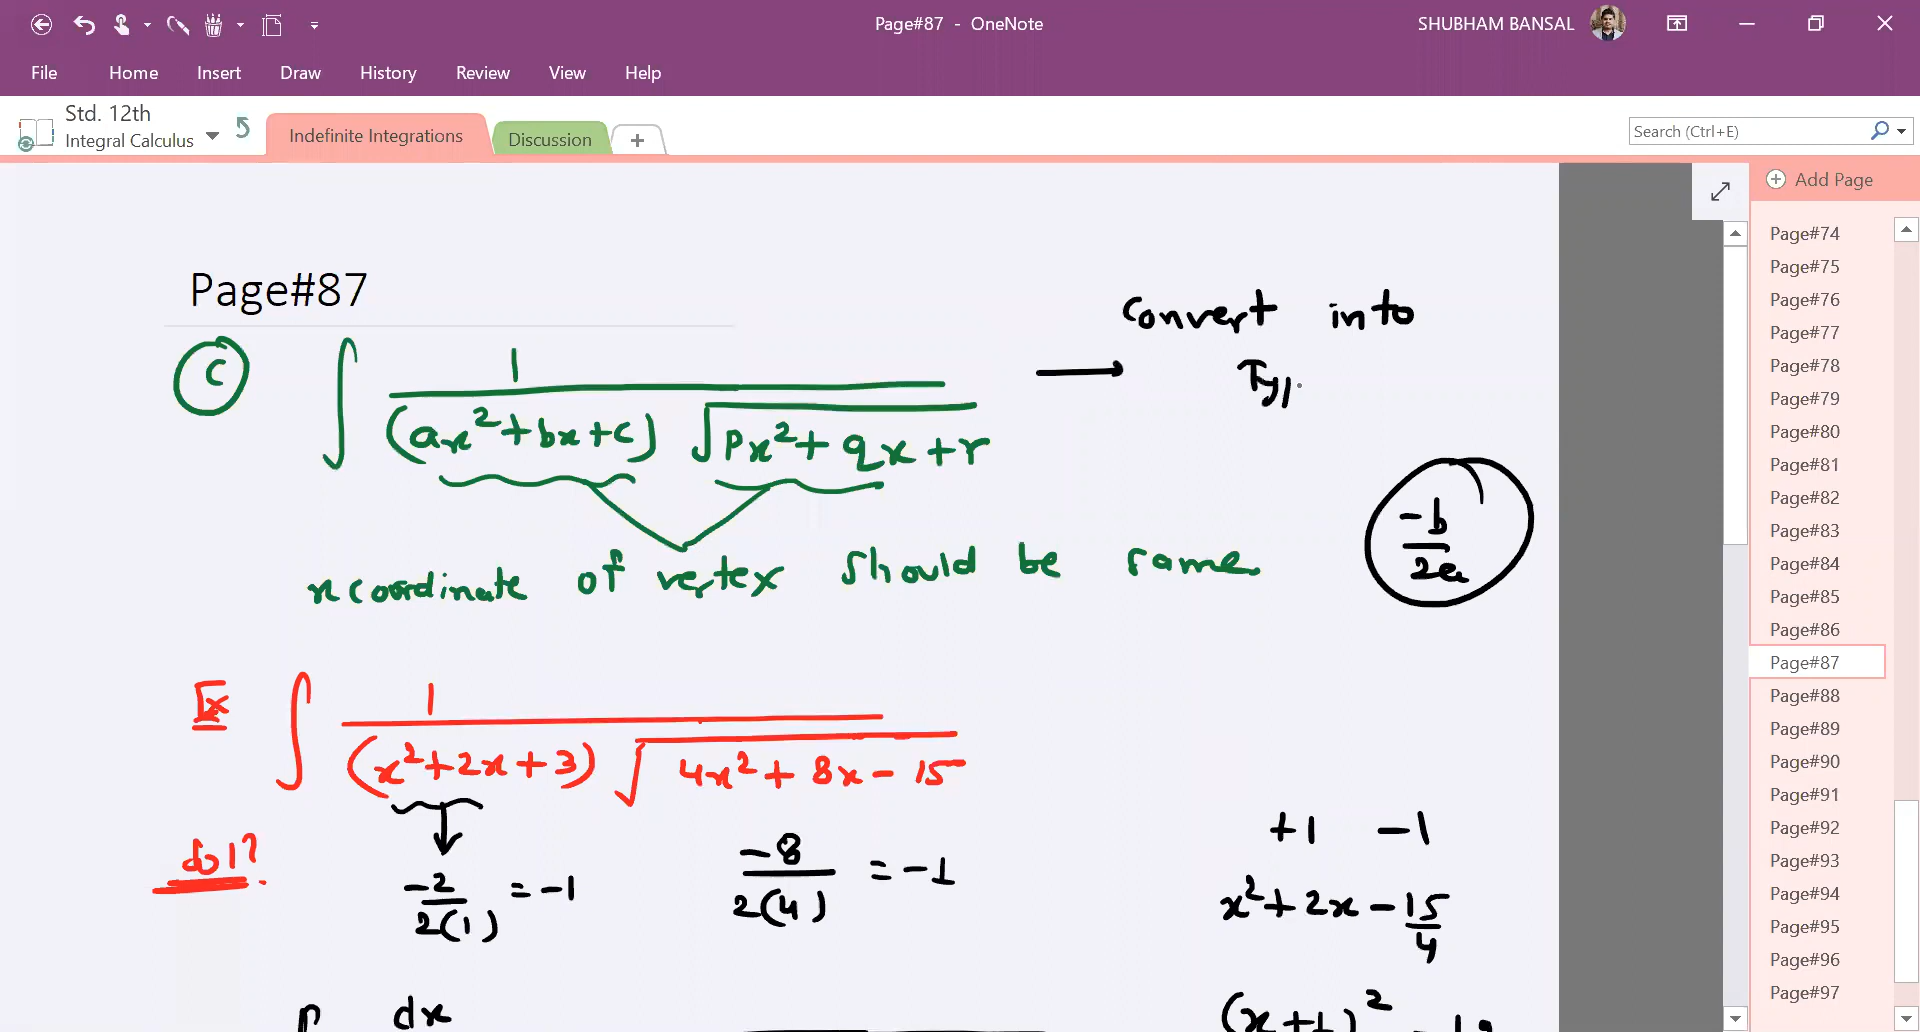 Page#87 - OneNote
SHUBHAM BANSAL
File Home Insert Draw History Review View Help
Std. 12th
Integral Calculus
Indefinite Integrations
Discussion
+
Search (Ctrl+E)
Add Page
Page#74
Page#75
Page#76
Page#77
Page#78
Page#79
Page#80
Page#81
Page#82
Page#83
Page#84
Page#85
Page#86
Page#87
Page#88
Page#89
Page#90
Page#91
Page#92
Page#93
Page#94
Page#95
Page#96
Page#97
Page#87
C ∫ 1/((ax²+bx+c) √(px²+qx+r)) → Convert into
x coordinate of vertex should be same
-b/2a
Ex ∫ 1/((x²+2x+3) √(4x²+8x-15))
Sol?
-2/2(1) = -1
-8/2(4) = -1
+1 -1
x²+2x-15/4
dx
(x+1)²